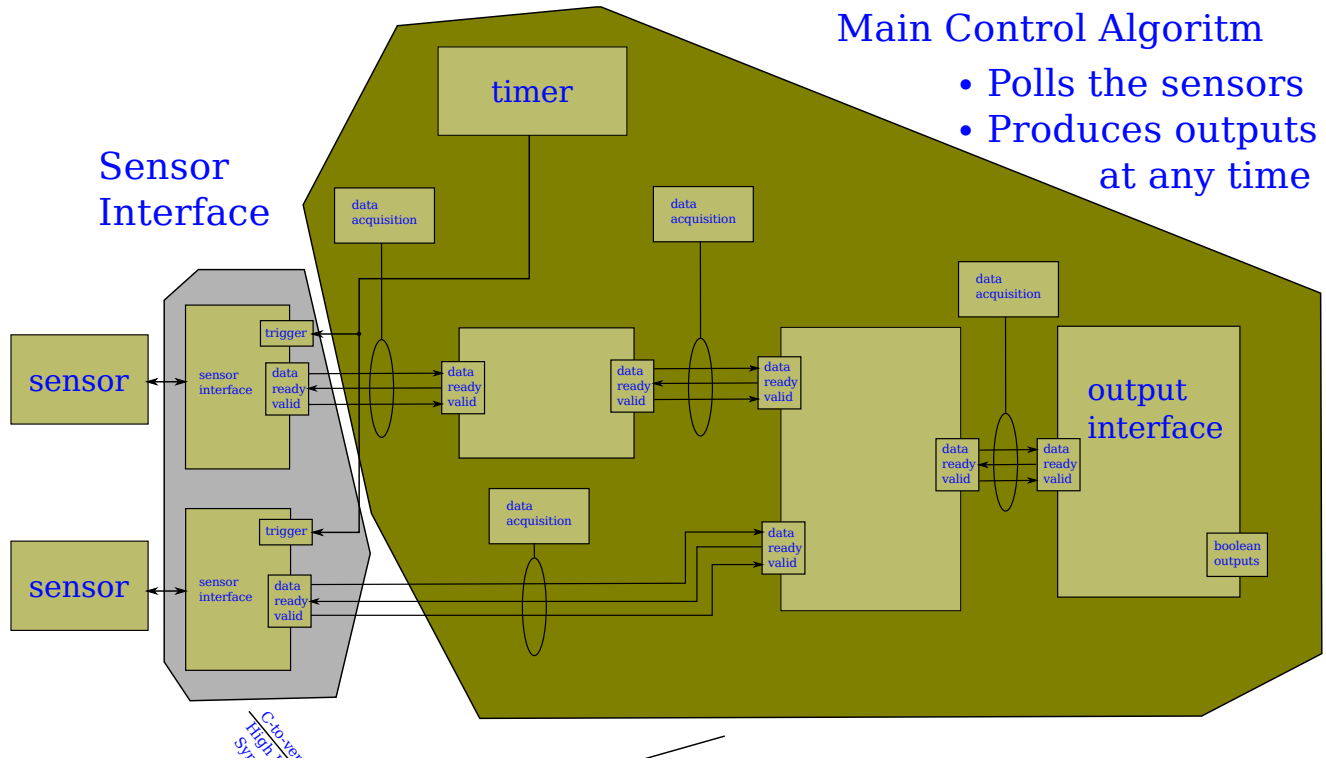 Main Control Algoritm
• Polls the sensors
• Produces outputs
at any time
timer
Sensor
Interface
data
acquisition
data
acquisition
data
acquisition
trigger
sensor
sensor
interface
data
ready
valid
data
ready
valid
data
ready
valid
data
ready
valid
output
interface
data
ready
valid
data
ready
valid
data
acquisition
sensor
sensor
interface
trigger
data
ready
valid
data
ready
valid
boolean
outputs